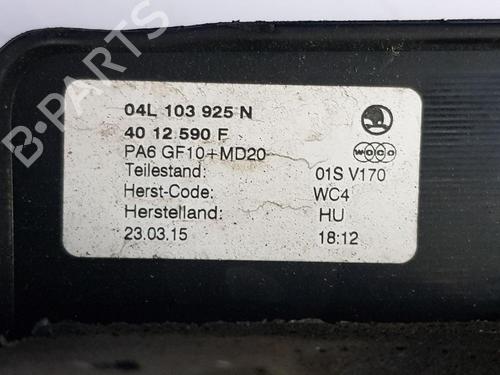 04L 103 925 N
40 12 590 F
WOCO
PA6 GF10+MD20
Teilestand: 01S V170
Herst-Code: WC4
Herstelland: HU
23.03.15 18:12
B-PARTS